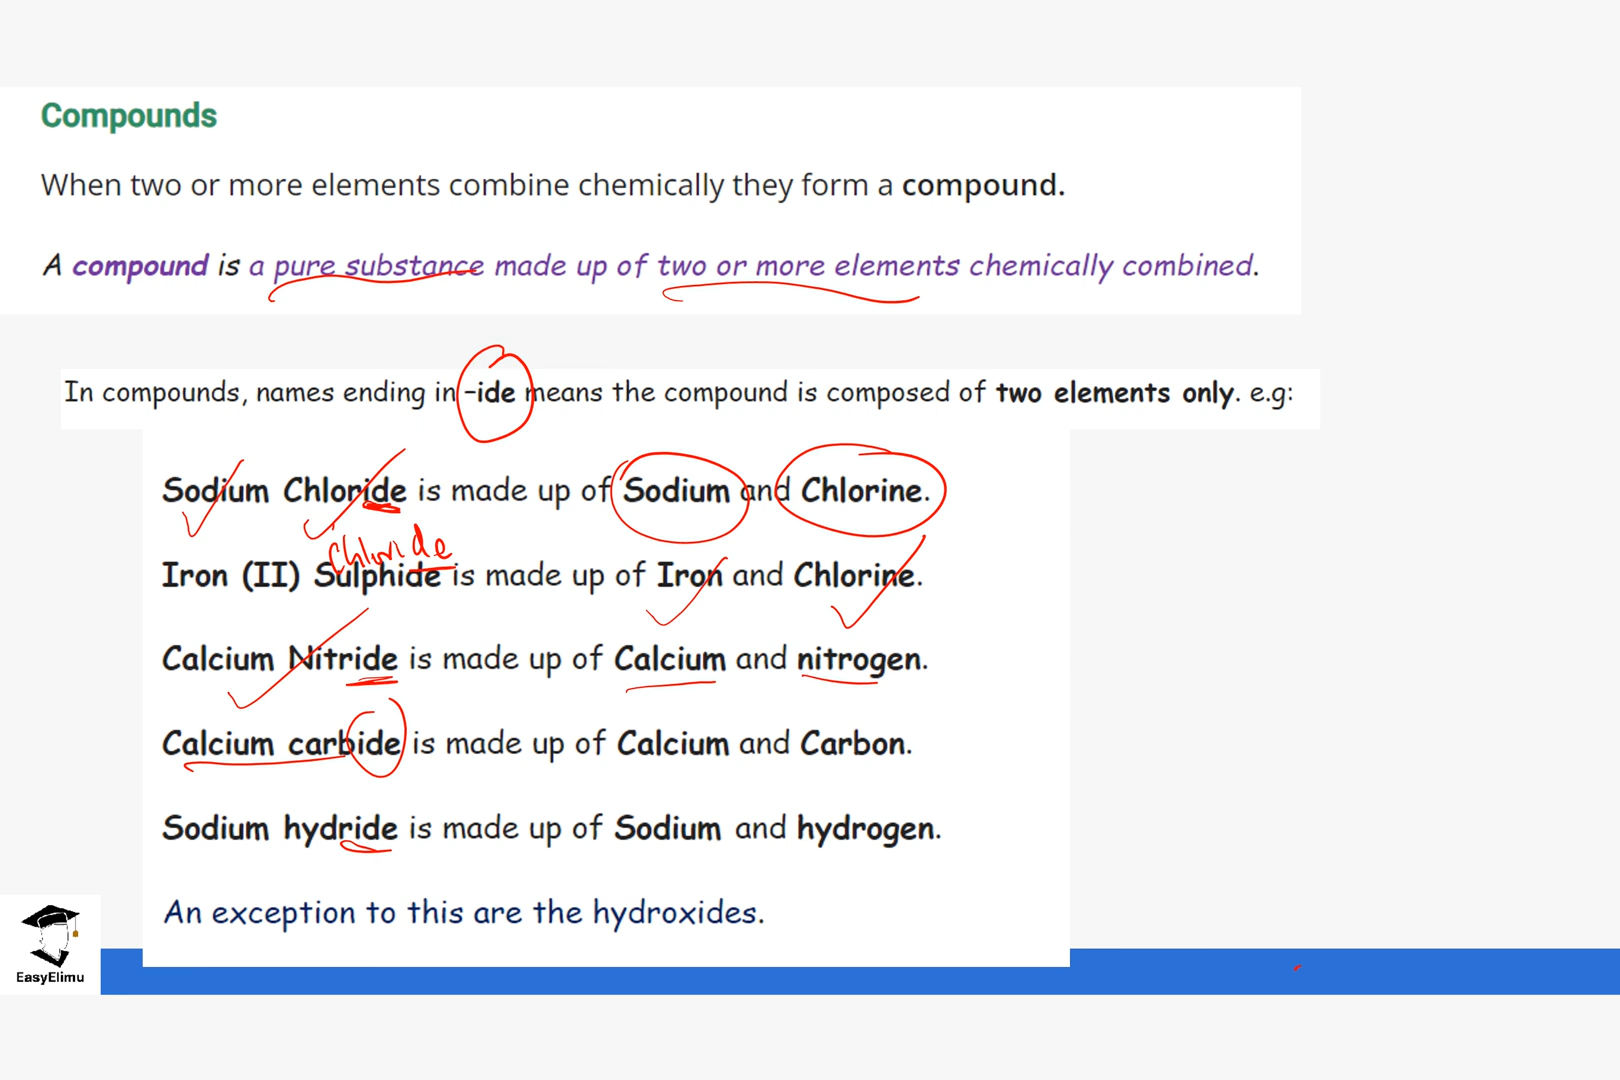 Compounds
When two or more elements combine chemically they form a compound.
A compound is a pure substance made up of two or more elements chemically combined.
In compounds, names ending in -ide means the compound is composed of two elements only. e.g:
Sodium Chloride is made up of Sodium and Chlorine.
Chloride
Iron (II) Sulphide is made up of Iron and Chlorine.
Calcium Nitride is made up of Calcium and nitrogen.
Calcium carbide is made up of Calcium and Carbon.
Sodium hydride is made up of Sodium and hydrogen.
An exception to this are the hydroxides.
EasyElimu